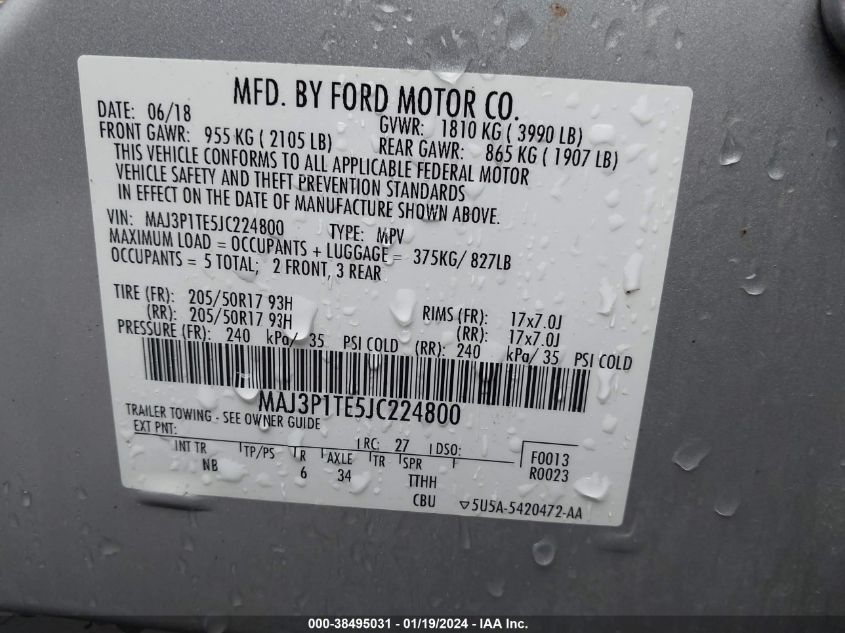 MFD. BY FORD MOTOR CO.
DATE: 06/18 GVWR: 1810 KG ( 3990 LB)
FRONT GAWR: 955 KG ( 2105 LB) REAR GAWR: 865 KG ( 1907 LB)
THIS VEHICLE CONFORMS TO ALL APPLICABLE FEDERAL MOTOR
VEHICLE SAFETY AND THEFT PREVENTION STANDARDS
IN EFFECT ON THE DATE OF MANUFACTURE SHOWN ABOVE.
VIN: MAJ3P1TE5JC224800 TYPE: MPV
MAXIMUM LOAD = OCCUPANTS + LUGGAGE = 375KG/ 827LB
OCCUPANTS = 5 TOTAL; 2 FRONT, 3 REAR
TIRE (FR): 205/50R17 93H RIMS (FR): 17x7.0J
(RR): 205/50R17 93H (RR): 17x7.0J
PRESSURE (FR): 240 kPa/ 35 PSI COLD (RR): 240 kPa/ 35 PSI COLD
MAJ3P1TE5JC224800
TRAILER TOWING - SEE OWNER GUIDE
EXT PNT: RC: 27 DSO: F0013
INT TR TP/PS R AXLE TR SPR R0023
NB 6 34 TTHH
CBU ▽5U5A-5420472-AA
000-38495031 - 01/19/2024 - IAA Inc.